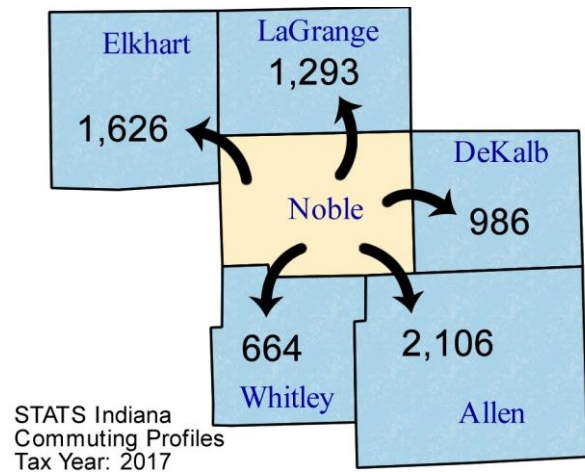 Elkhart
LaGrange
1,293
1,626
DeKalb
986
Noble
664
2,106
Whitley
Allen
STATS Indiana
Commuting Profiles
Tax Year: 2017